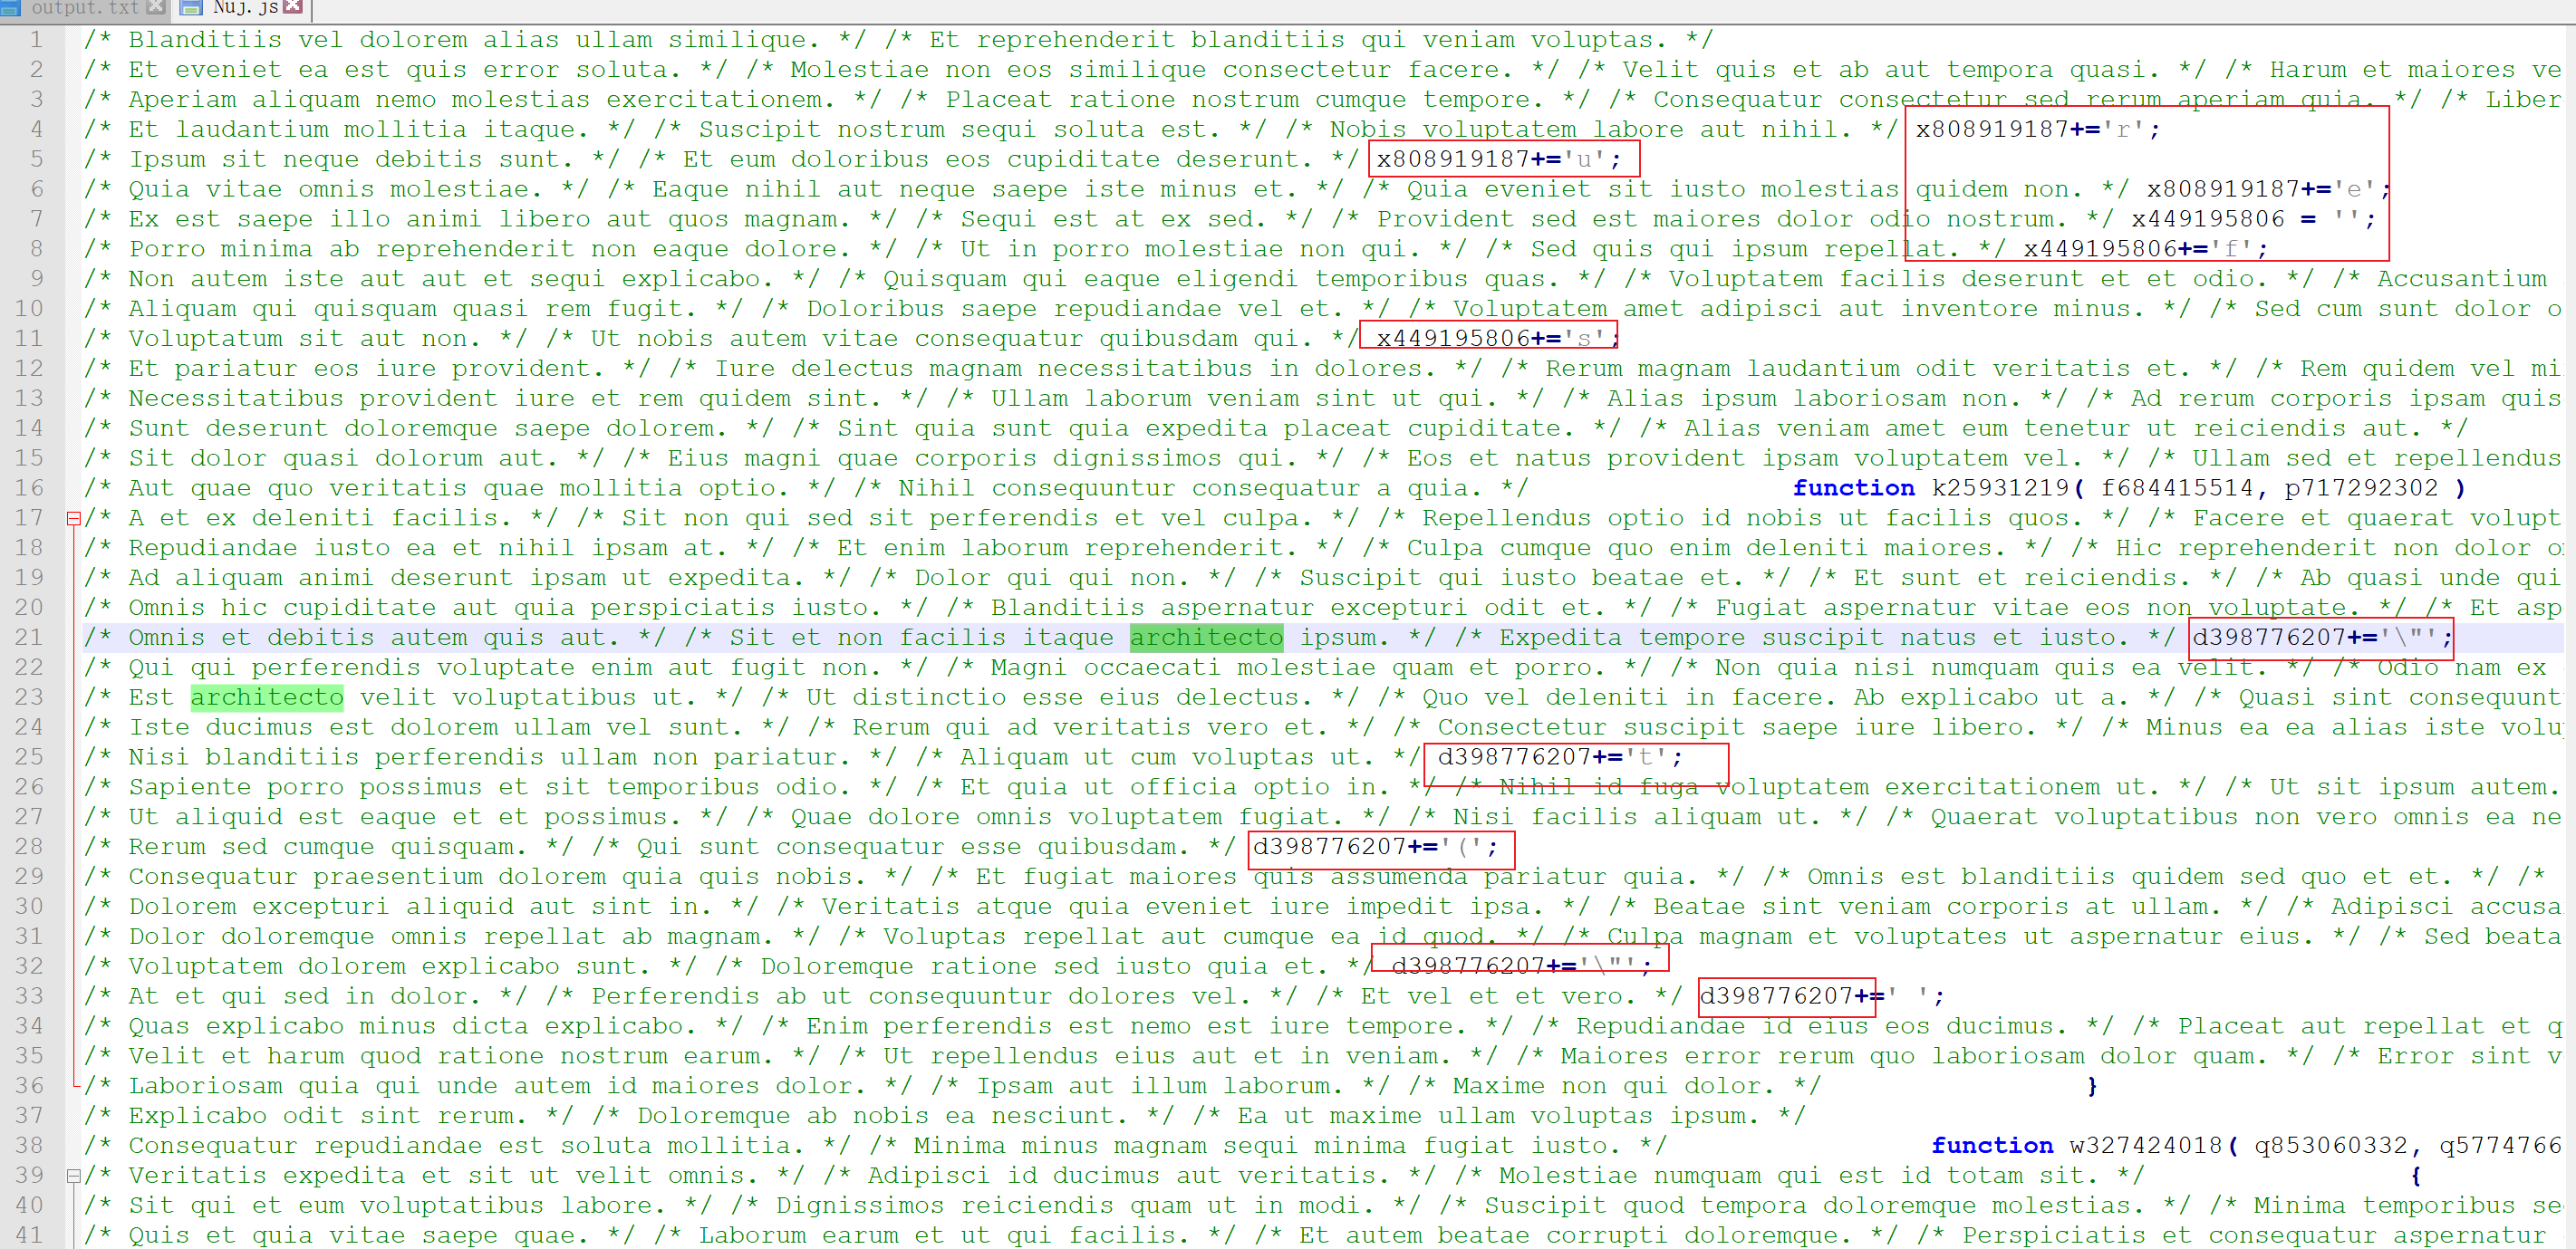 output.txt Nuj.js
1 /* Blanditiis vel dolorem alias ullam similique. */ /* Et reprehenderit blanditiis qui veniam voluptas. */
2 /* Et eveniet ea est quis error soluta. */ /* Molestiae non eos similique consectetur facere. */ /* Velit quis et ab aut tempora quasi. */ /* Harum et maiores ve
3 /* Aperiam aliquam nemo molestias exercitationem. */ /* Placeat ratione nostrum cumque tempore. */ /* Consequatur consectetur sed rerum aperiam quia. */ /* Liber
4 /* Et laudantium mollitia itaque. */ /* Suscipit nostrum sequi soluta est. */ /* Nobis voluptatem labore aut nihil. */ x808919187+='r';
5 /* Ipsum sit neque debitis sunt. */ /* Et eum doloribus eos cupiditate deserunt. */ x808919187+='u';
6 /* Quia vitae omnis molestiae. */ /* Eaque nihil aut neque saepe iste minus et. */ /* Quia eveniet sit iusto molestias quidem non. */ x808919187+='e';
7 /* Ex est saepe illo animi libero aut quos magnam. */ /* Sequi est at ex sed. */ /* Provident sed est maiores dolor odio nostrum. */ x449195806 = '';
8 /* Porro minima ab reprehenderit non eaque dolore. */ /* Ut in porro molestiae non qui. */ /* Sed quis qui ipsum repellat. */ x449195806+='f';
9 /* Non autem iste aut aut et sequi explicabo. */ /* Quisquam qui eaque eligendi temporibus quas. */ /* Voluptatem facilis deserunt et et odio. */ /* Accusantium
10 /* Aliquam qui quisquam quasi rem fugit. */ /* Doloribus saepe repudiandae vel et. */ /* Voluptatem amet adipisci aut inventore minus. */ /* Sed cum sunt dolor o
11 /* Voluptatum sit aut non. */ /* Ut nobis autem vitae consequatur quibusdam qui. */ x449195806+='s';
12 /* Et pariatur eos iure provident. */ /* Iure delectus magnam necessitatibus in dolores. */ /* Rerum magnam laudantium odit veritatis et. */ /* Rem quidem vel mi
13 /* Necessitatibus provident iure et rem quidem sint. */ /* Ullam laborum veniam sint ut qui. */ /* Alias ipsum laboriosam non. */ /* Ad rerum corporis ipsam quis
14 /* Sunt deserunt doloremque saepe dolorem. */ /* Sint quia sunt quia expedita placeat cupiditate. */ /* Alias veniam amet eum tenetur ut reiciendis aut. */
15 /* Sit dolor quasi dolorum aut. */ /* Eius magni quae corporis dignissimos qui. */ /* Eos et natus provident ipsam voluptatem vel. */ /* Ullam sed et repellendus
16 /* Aut quae quo veritatis quae mollitia optio. */ /* Nihil consequuntur consequatur a quia. */ function k25931219( f684415514, p717292302 )
17 /* A et ex deleniti facilis. */ /* Sit non qui sed sit perferendis et vel culpa. */ /* Repellendus optio id nobis ut facilis quos. */ /* Facere et quaerat volupt
18 /* Repudiandae iusto ea et nihil ipsam at. */ /* Et enim laborum reprehenderit. */ /* Culpa cumque quo enim deleniti maiores. */ /* Hic reprehenderit non dolor
19 /* Ad aliquam animi deserunt ipsam ut expedita. */ /* Dolor qui qui non. */ /* Suscipit qui iusto beatae et. */ /* Et sunt et reiciendis. */ /* Ab quasi unde qui
20 /* Omnis hic cupiditate aut quia perspiciatis iusto. */ /* Blanditiis aspernatur excepturi odit et. */ /* Fugiat aspernatur vitae eos non voluptate. */ /* Et asp
21 /* Omnis et debitis autem quis aut. */ /* Sit et non facilis itaque architecto ipsum. */ /* Expedita tempore suscipit natus et iusto. */ d398776207+='\"';
22 /* Qui qui perferendis voluptate enim aut fugit non. */ /* Magni occaecati molestiae quam et porro. */ /* Non quia nisi numquam quis ea velit. */ /* Odio nam ex
23 /* Est architecto velit voluptatibus ut. */ /* Ut distinctio esse eius delectus. */ /* Quo vel deleniti in facere. Ab explicabo ut a. */ /* Quasi sint consequunt
24 /* Iste ducimus est dolorem ullam vel sunt. */ /* Rerum qui ad veritatis vero et. */ /* Consectetur suscipit saepe iure libero. */ /* Minus ea ea alias iste volu
25 /* Nisi blanditiis perferendis ullam non pariatur. */ /* Aliquam ut cum voluptas ut. */ d398776207+='t';
26 /* Sapiente porro possimus et sit temporibus odio. */ /* Et quia ut officia optio in. */ /* Nihil id fuga voluptatem exercitationem ut. */ /* Ut sit ipsum autem.
27 /* Ut aliquid est eaque et et possimus. */ /* Quae dolore omnis voluptatem fugiat. */ /* Nisi facilis aliquam ut. */ /* Quaerat voluptatibus non vero omnis ea ne
28 /* Rerum sed cumque quisquam. */ /* Qui sunt consequatur esse quibusdam. */ d398776207+='(';
29 /* Consequatur praesentium dolorem quia quis nobis. */ /* Et fugiat maiores quis assumenda pariatur quia. */ /* Omnis est blanditiis quidem sed quo et et. */ /*
30 /* Dolorem excepturi aliquid aut sint in. */ /* Veritatis atque quia eveniet iure impedit ipsa. */ /* Beatae sint veniam corporis at ullam. */ /* Adipisci accusa
31 /* Dolor doloremque omnis repellat ab magnam. */ /* Voluptas repellat aut cumque ea id quod. */ /* Culpa magnam et voluptates ut aspernatur eius. */ /* Sed beata
32 /* Voluptatem dolorem explicabo sunt. */ /* Doloremque ratione sed iusto quia et. */ d398776207+='\"';
33 /* At et qui sed in dolor. */ /* Perferendis ab ut consequuntur dolores vel. */ /* Et vel et et vero. */ d398776207+=' ';
34 /* Quas explicabo minus dicta explicabo. */ /* Enim perferendis est nemo est iure tempore. */ /* Repudiandae id eius eos ducimus. */ /* Placeat aut repellat et q
35 /* Velit et harum quod ratione nostrum earum. */ /* Ut repellendus eius aut et in veniam. */ /* Maiores error rerum quo laboriosam dolor quam. */ /* Error sint v
36 /* Laboriosam quia qui unde autem id maiores dolor. */ /* Ipsam aut illum laborum. */ /* Maxime non qui dolor. */ }
37 /* Explicabo odit sint rerum. */ /* Doloremque ab nobis ea nesciunt. */ /* Ea ut maxime ullam voluptas ipsum. */
38 /* Consequatur repudiandae est soluta mollitia. */ /* Minima minus magnam sequi minima fugiat iusto. */ function w327424018( q853060332, q5774766
39 /* Veritatis expedita et sit ut velit omnis. */ /* Adipisci id ducimus aut veritatis. */ /* Molestiae numquam qui est id totam sit. */ {
40 /* Sit qui et eum voluptatibus labore. */ /* Dignissimos reiciendis quam ut in modi. */ /* Suscipit quod tempora doloremque molestias. */ /* Minima temporibus se
41 /* Quis et quia vitae saepe quae. */ /* Laborum earum et ut qui facilis. */ /* Et autem beatae corrupti doloremque. */ /* Perspiciatis et consequatur aspernatur